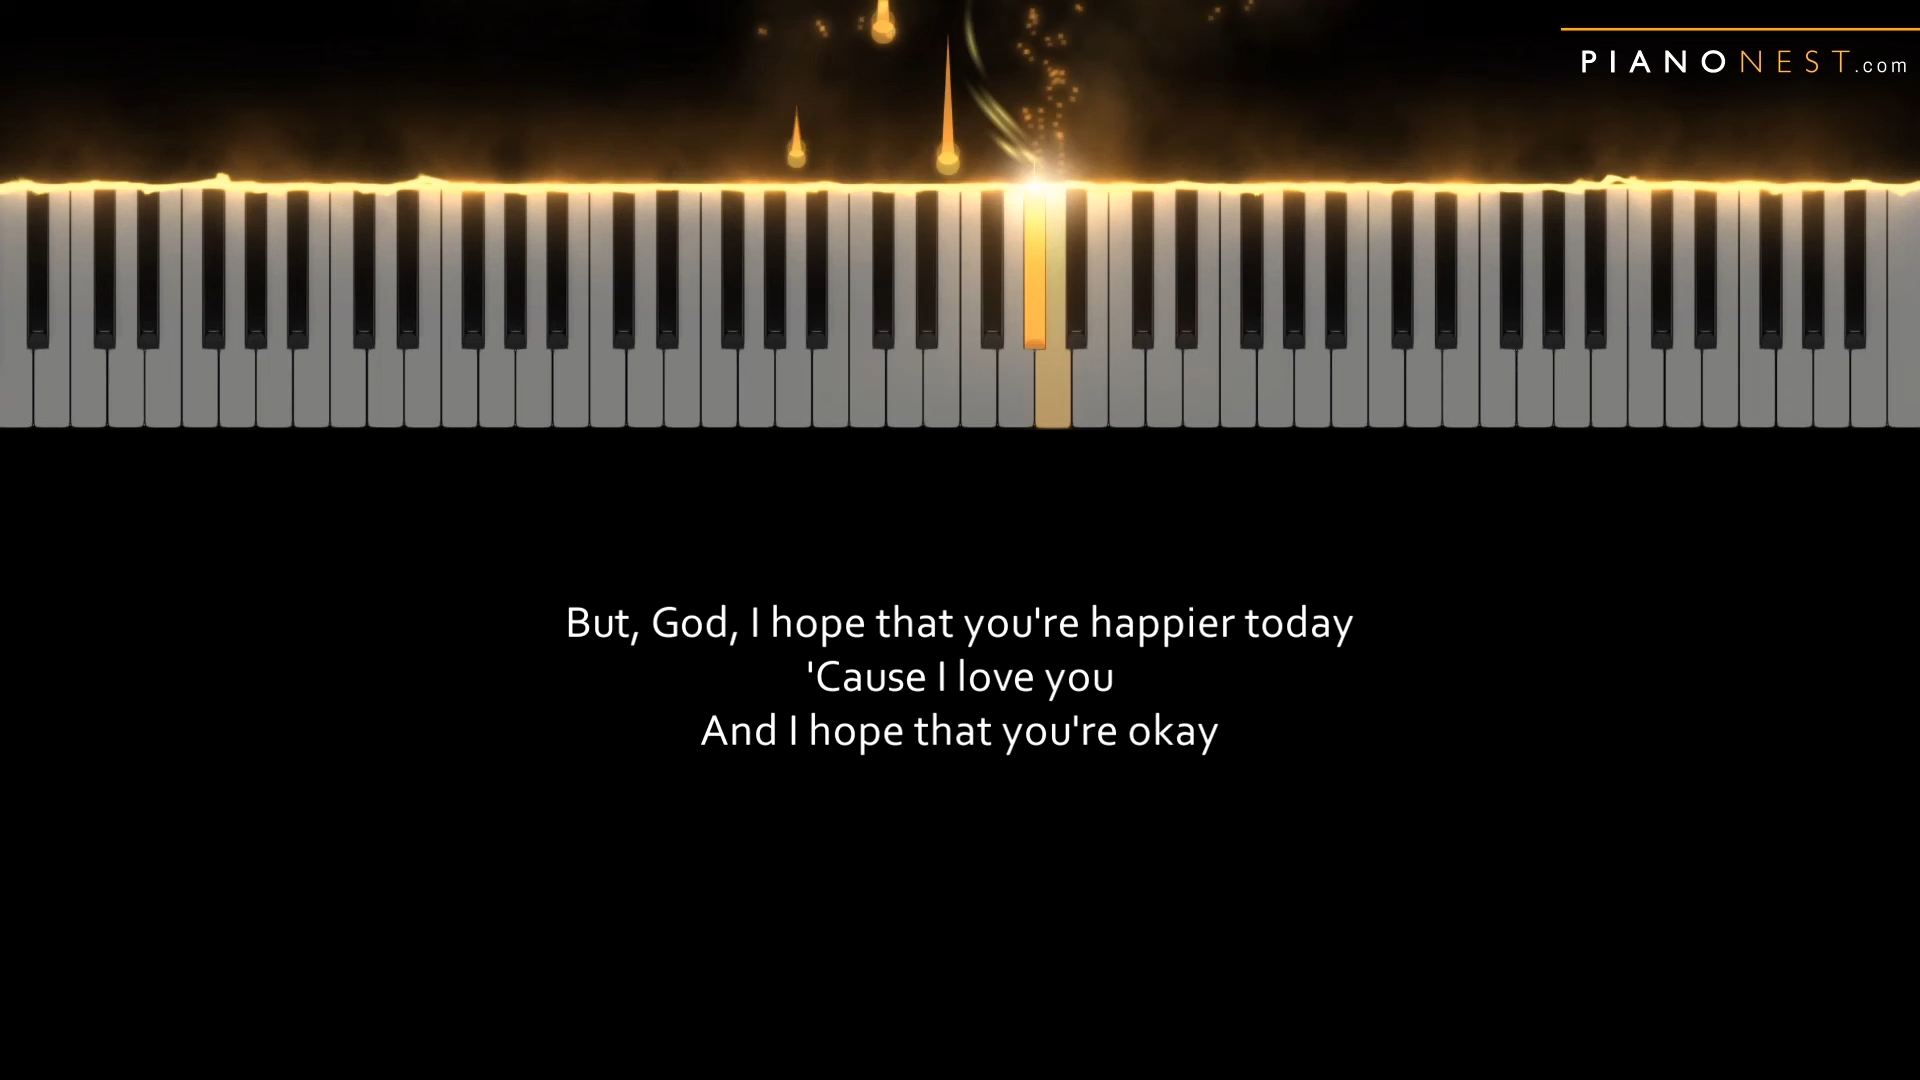 PIANONEST.com
But, God, I hope that you're happier today
'Cause I love you
And I hope that you're okay